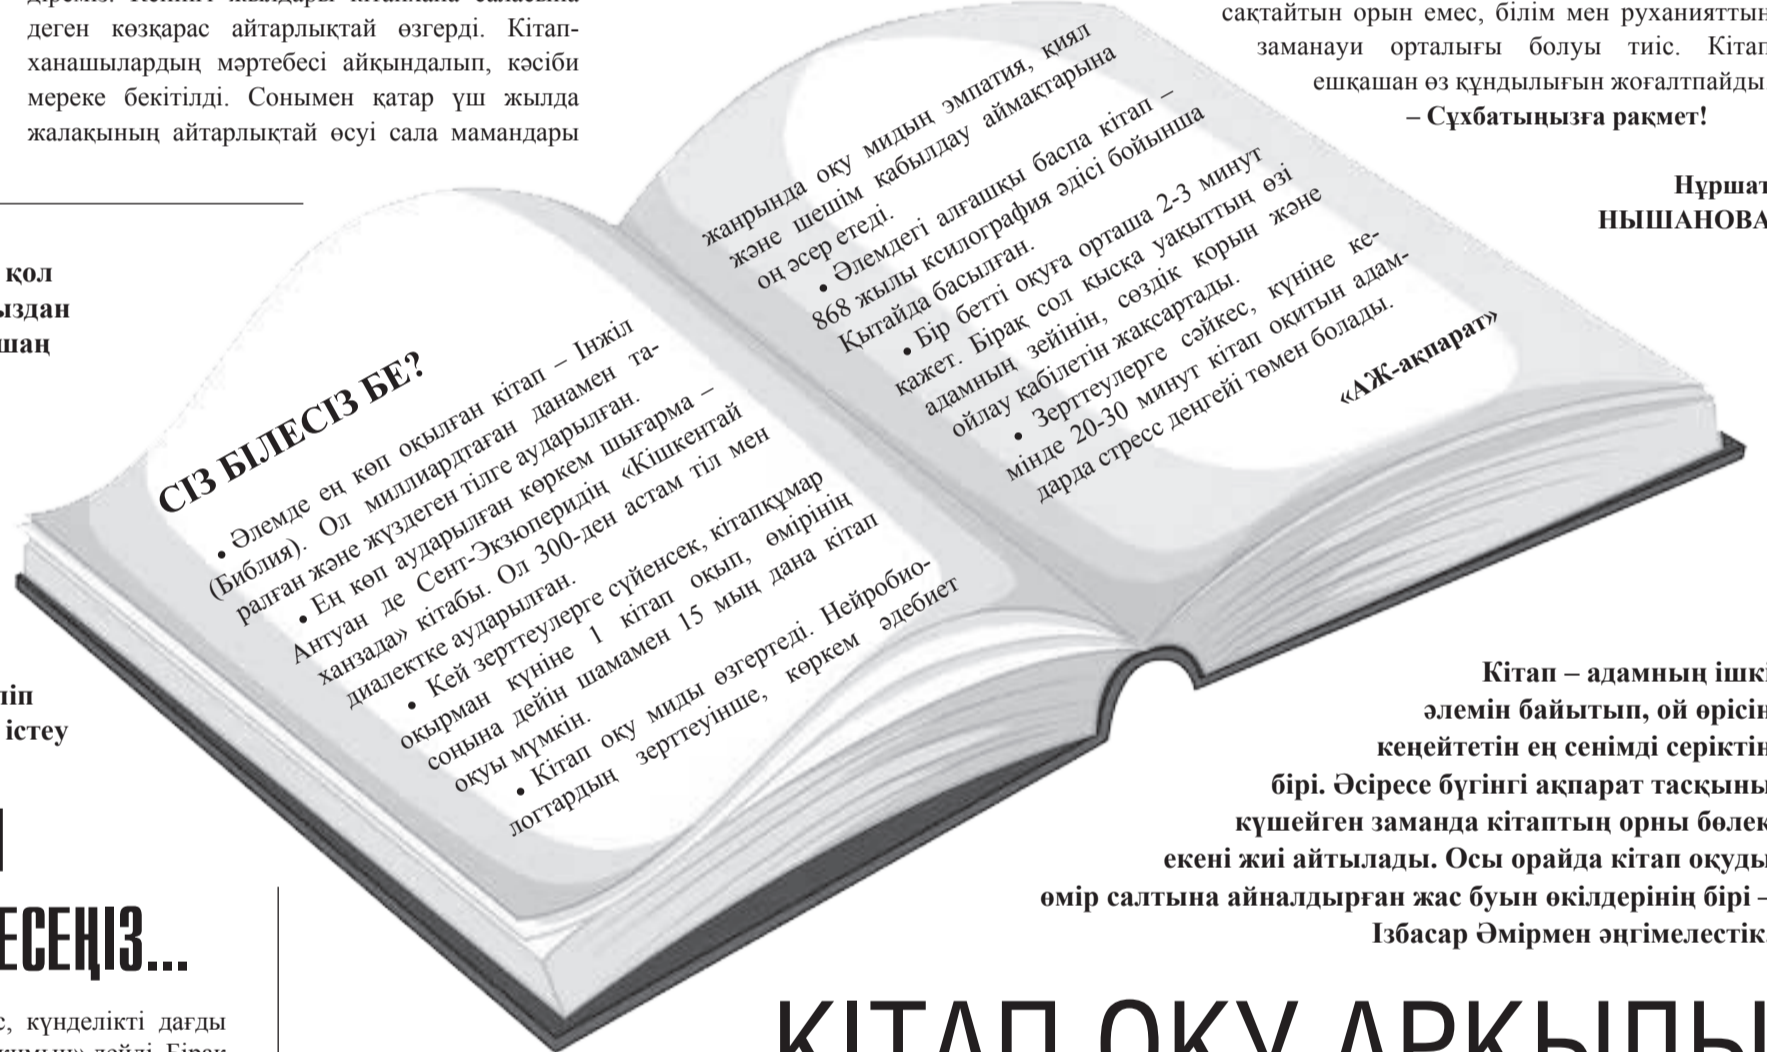 деген көзқарас айтарлықтай өзгерді. Кітап-
ханашылардың мәртебесі айқындалып, кәсіби
мереке бекітілді. Сонымен қатар үш жылда
жалақының айтарлықтай өсуі сала мамандары
қол
шаң
істеу
ЕСЕҢІЗ...
күнделікті дағды
СІЗ БІЛЕСІЗ БЕ?
• Әлемде ең көп оқылған кітап – Інжіл
(Библия). Ол миллиардтаған данамен та-
ралған және жүздеген тілге аударылған.
• Ең көп аударылған көркем шығарма –
Антуан де Сент-Экзюперидің «Кішкентай
ханзада» кітабы. Ол 300-ден астам тіл мен
диалектке аударылған.
• Кей зерттеулерге сүйенсек, кітапқұмар
оқырман күніне 1 кітап оқып, өмірінің
соңына дейін шамамен 15 мың дана кітап
оқуы мүмкін.
• Кітап оқу миды өзгертеді. Нейробио-
логтардың зерттеуінше, көркем әдебиет
жанрында оқу мидың эмпатия, қиял
және шешім қабылдау аймақтарына
оң әсер етеді.
• Әлемдегі алғашқы баспа кітап –
868 жылы ксилография әдісі бойынша
Қытайда басылған.
• Бір бетті оқуға орташа 2-3 минут
қажет. Бірақ сол қысқа уақыттың өзі
адамның зейінін, сөздік қорын және
ойлау қабілетін жақсартады.
• Зерттеулерге сәйкес, күніне ке-
мінде 20-30 минут кітап оқитын адам-
дарда стресс деңгейі төмен болады.
«АЖ-ақпарат»
сақтайтын орын емес, білім мен руханияттың
заманауи орталығы болуы тиіс. Кітап
ешқашан өз құндылығын жоғалтпайды.
– Сұхбатыңызға рақмет!
Нұршат
НЫШАНОВА
Кітап – адамның ішкі
әлемін байытып, ой өрісін
кеңейтетін ең сенімді серіктің
бірі. Әсіресе бүгінгі ақпарат тасқыны
күшейген заманда кітаптың орны бөлек
екені жиі айтылады. Осы орайда кітап оқуды
өмір салтына айналдырған жас буын өкілдерінің бірі –
Ізбасар Әмірмен әңгімелестік.
КІТАП ОҚУ АРҚЫЛЫ